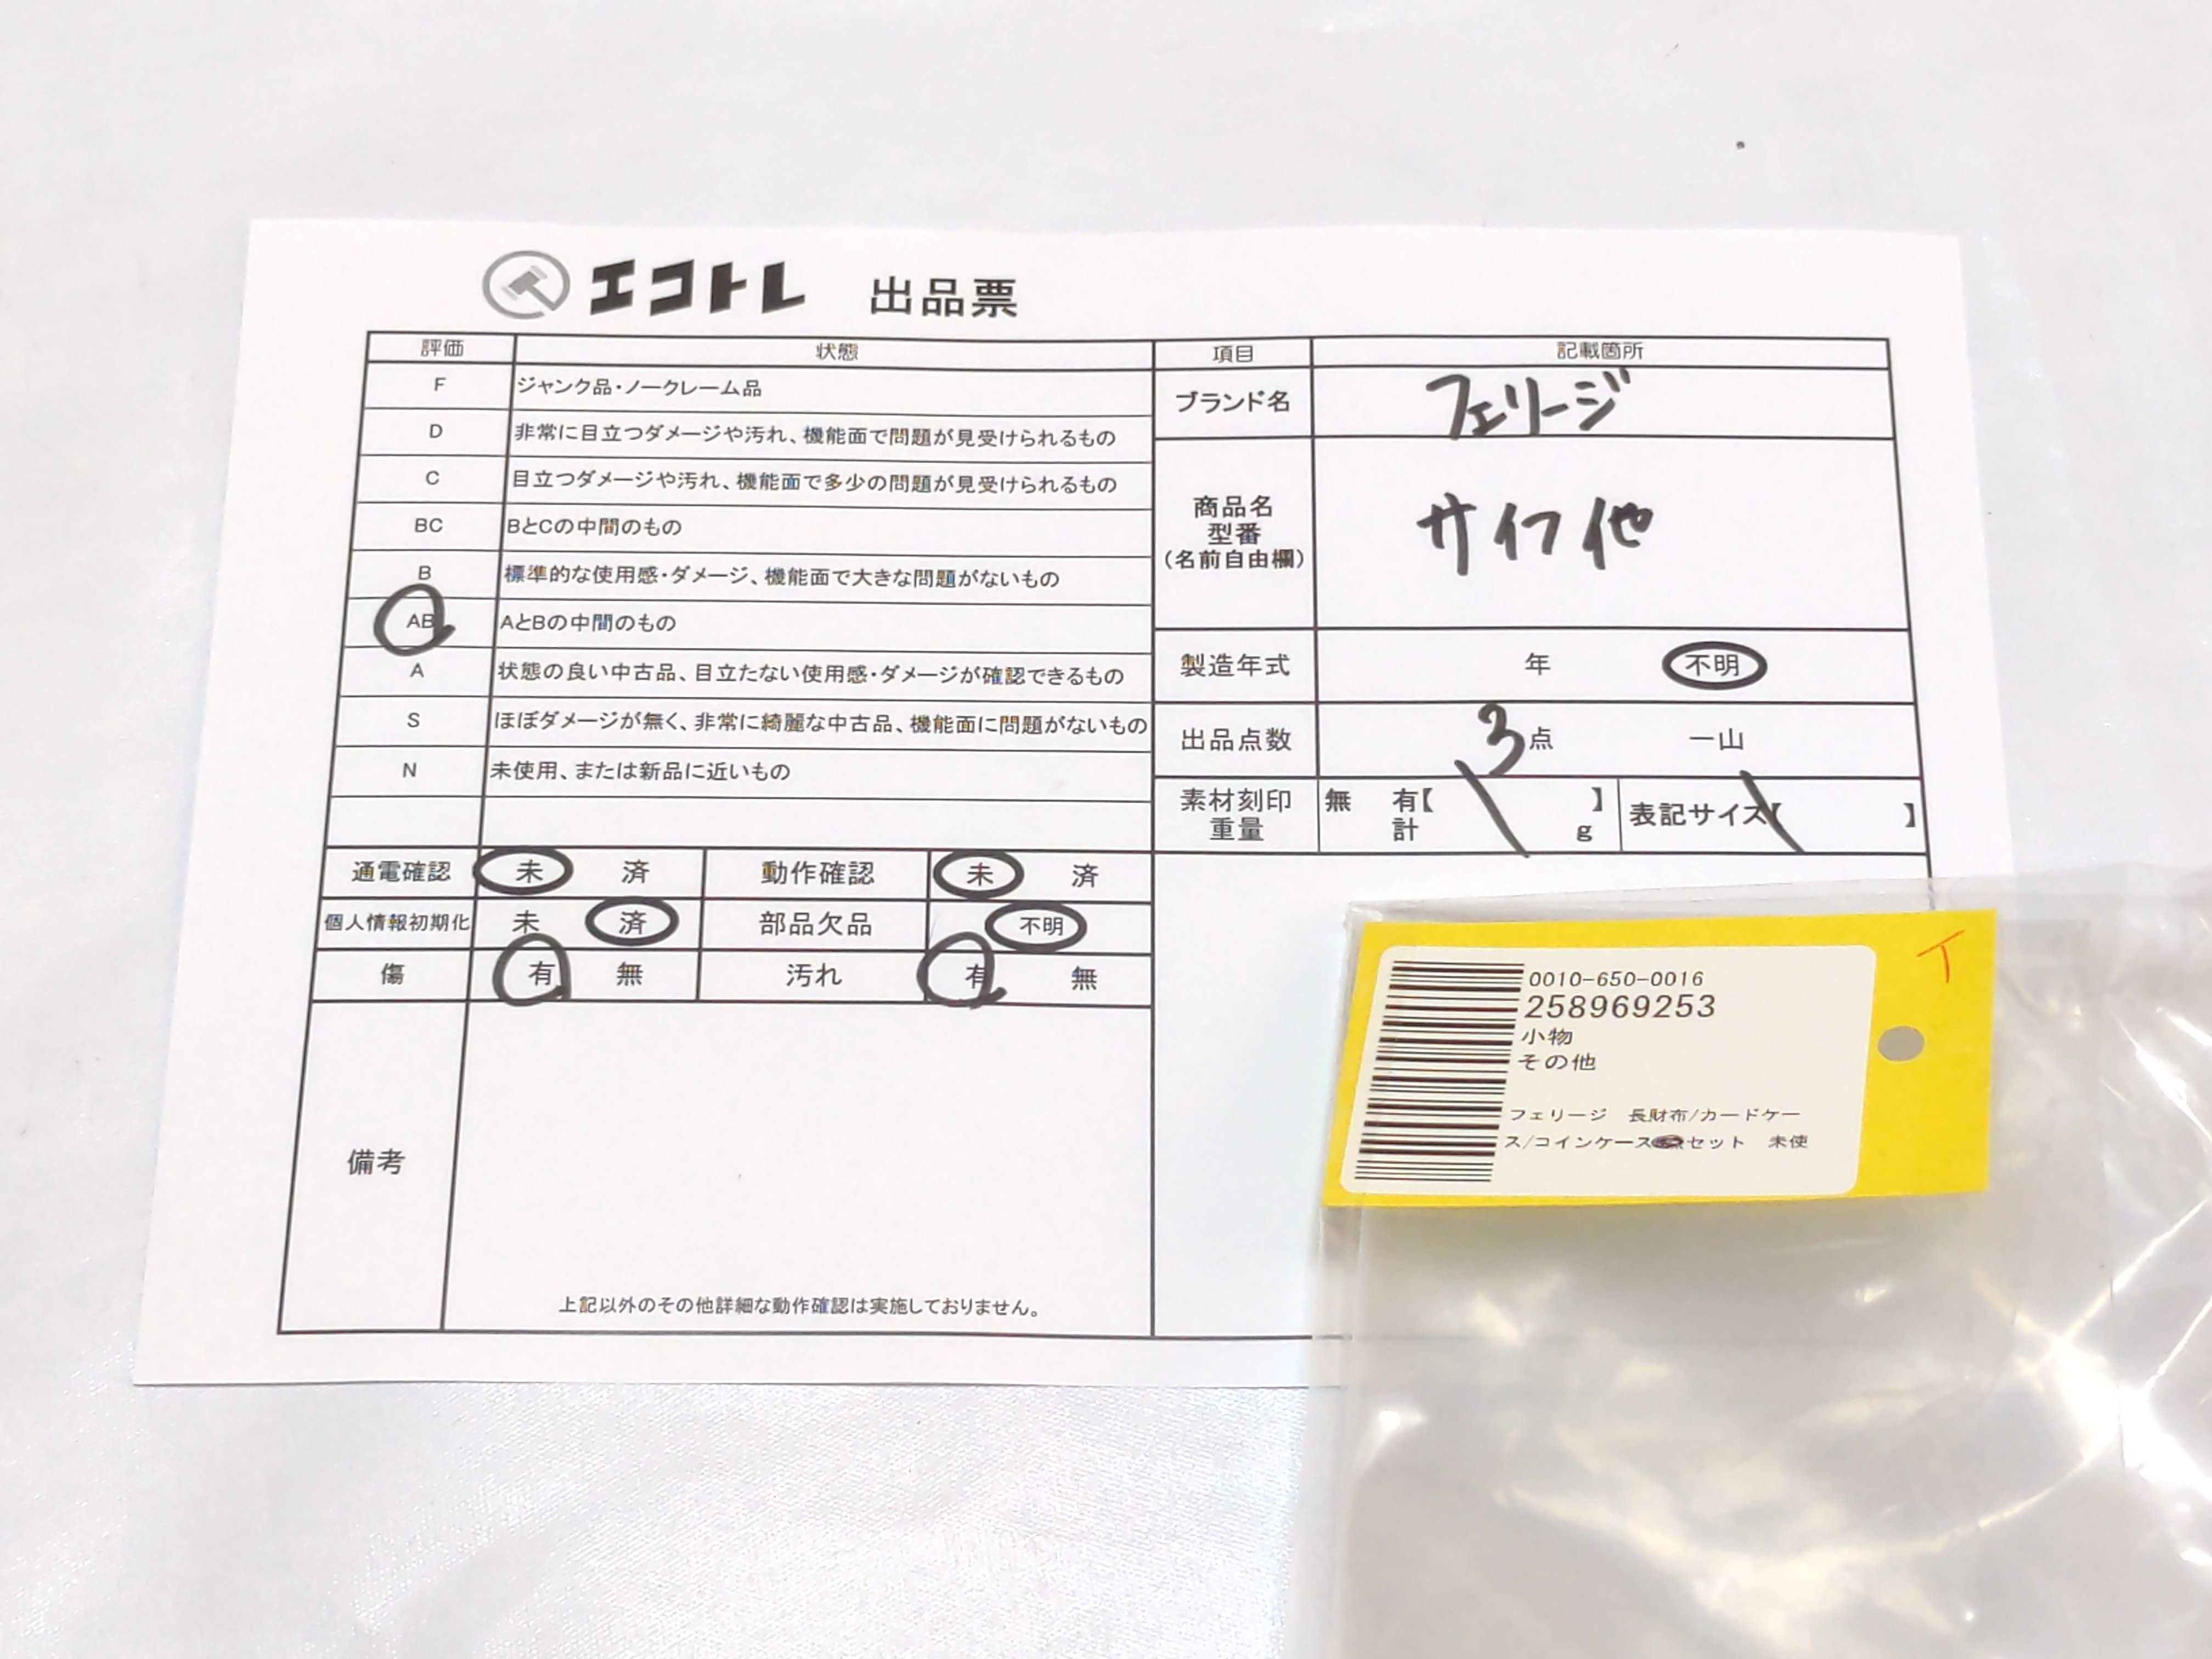 エコトレ 出品票
評価 状態 項目 記載箇所
F ジャンク品・ノークレーム品
D 非常に目立つダメージや汚れ、機能面で問題が見受けられるもの
C 目立つダメージや汚れ、機能面で多少の問題が見受けられるもの
BC BとCの中間のもの
B 標準的な使用感・ダメージ、機能面で大きな問題がないもの
AB AとBの中間のもの
A 状態の良い中古品、目立たない使用感・ダメージが確認できるもの
S ほぼダメージが無く、非常に綺麗な中古品、機能面に問題がないもの
N 未使用、または新品に近いもの
ブランド名 フェリージ
商品名
型番
(名前自由欄)
サイフ他
製造年式 年 不明
出品点数 3点 一山
素材刻印 無 有【 】 表記サイズ【 】
重量 計 g
通電確認 未 済 動作確認 未 済
個人情報初期化 未 済 部品欠品 不明
傷 有 無 汚れ 有 無
備考
上記以外のその他詳細な動作確認は実施しておりません。
イ
0010-650-0016
258969253
小物
その他
フェリージ 長財布/カードケー
ス/コインケース セット 未使